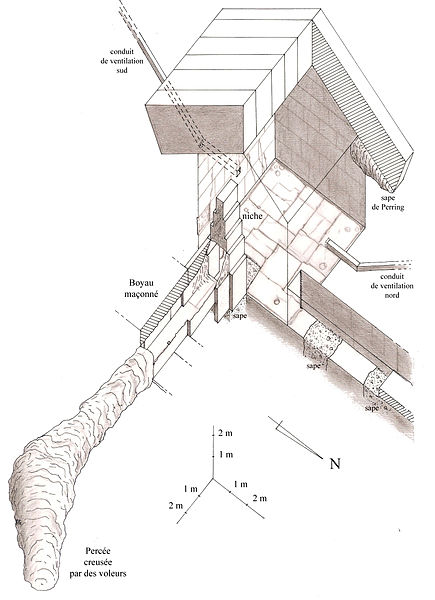 conduit
de ventilation
sud
niche
sape
de Perring
conduit
de ventilation
nord
Boyau
maçonné
sape
sape
sape
2 m
1 m
1 m
2 m
1 m
2 m
N
Percée
creusée
par des voleurs